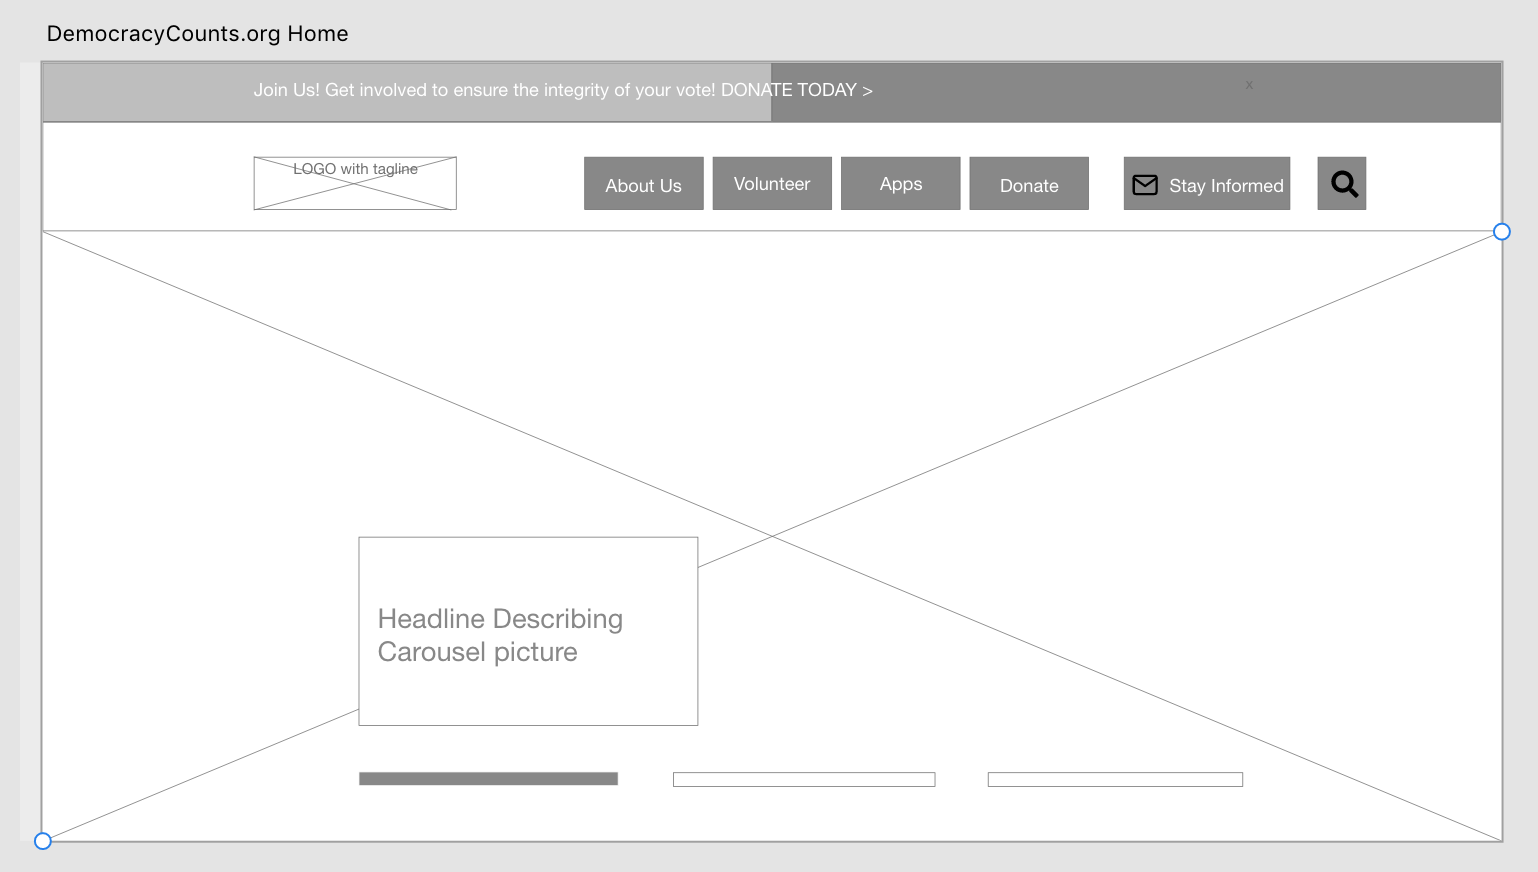 DemocracyCounts.org Home
Join Us! Get involved to ensure the integrity of your vote! DONATE TODAY >
x
LOGO with tagline
About Us
Volunteer
Apps
Donate
Stay Informed
Headline Describing
Carousel picture